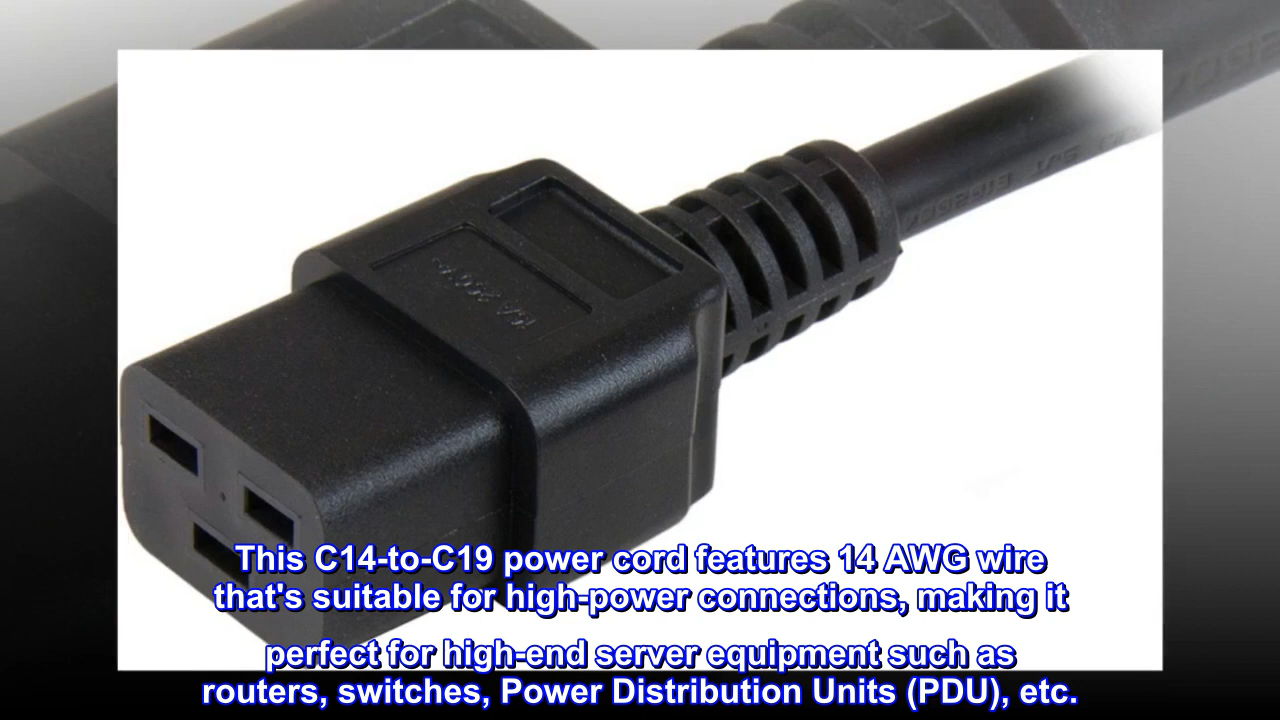 This C14-to-C19 power cord features 14 AWG wire
that's suitable for high-power connections, making it
perfect for high-end server equipment such as
routers, switches, Power Distribution Units (PDU), etc.